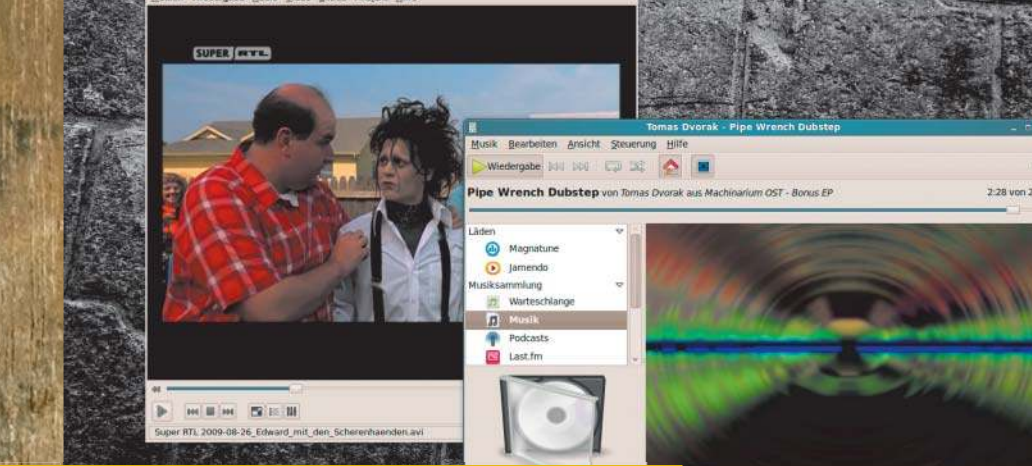 SUPER RTL
Tomas Dvorak - Pipe Wrench Dubstep
Musik Bearbeiten Ansicht Steuerung Hilfe
Wiedergabe
Pipe Wrench Dubstep von Tomas Dvorak aus Machinarium OST - Bonus EP 2:28 von 2
Läden
Magnatune
Jamendo
Musiksammlung
Warteschlange
Musik
Podcasts
Last.fm
Super RTL 2009-08-26_Edward_mit_den_Scherenhaenden.avi